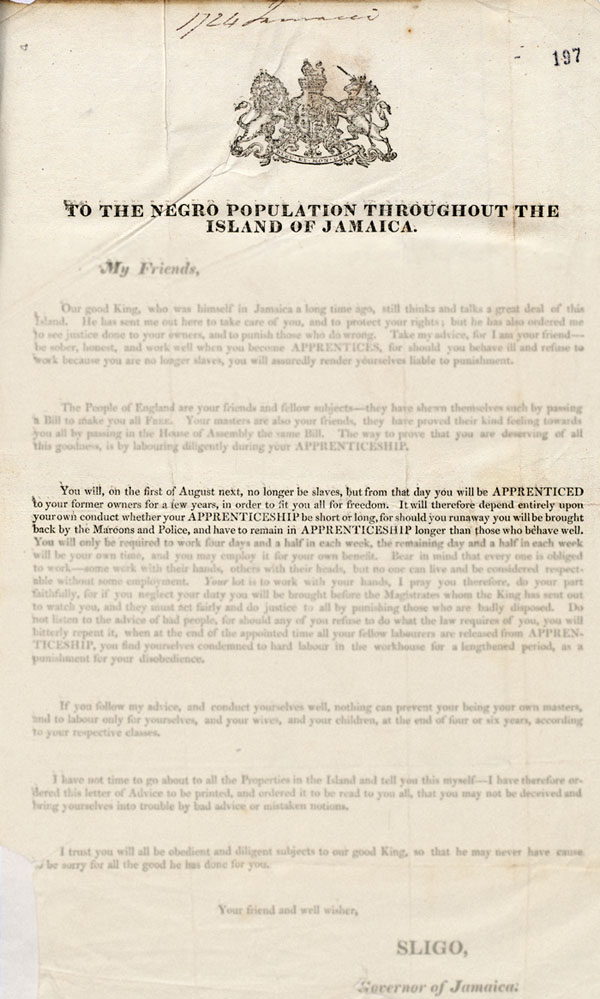 1724 Jamaica
197
TO THE NEGRO POPULATION THROUGHOUT THE
ISLAND OF JAMAICA.
My Friends,
Our good King, who was himself in Jamaica a long time ago, still thinks and talks a great deal of this
Island. He has sent me out here to take care of you, and to protect your rights; but he has also ordered me
to see justice done to your owners, and to punish those who do wrong. Take my advice, for I am your friend—
be sober, honest, and work well when you become APPRENTICES, for should you behave ill and refuse to
work because you are no longer slaves, you will assuredly render yourselves liable to punishment.
The People of England are your friends and fellow subjects—they have shewn themselves such by passing
a Bill to make you all FREE. Your masters are also your friends, they have proved their kind feeling towards
you all by passing in the House of Assembly the same Bill. The way to prove that you are deserving of all
this goodness, is by labouring diligently during your APPRENTICESHIP.
You will, on the first of August next, no longer be slaves, but from that day you will be APPRENTICED
to your former owners for a few years, in order to fit you all for freedom. It will therefore depend entirely upon
your own conduct whether your APPRENTICESHIP be short or long, for should you runaway you will be brought
back by the Maroons and Police, and have to remain in APPRENTICESHIP longer than those who behave well.
You will only be required to work four days and a half in each week, the remaining day and a half in each week
will be your own time, and you may employ it for your own benefit. Bear in mind that every one is obliged
to work—some work with their hands, others with their heads, but no one can live and be considered respect-
able without some employment. Your lot is to work with your hands, I pray you therefore, do your part
faithfully, for if you neglect your duty you will be brought before the Magistrates whom the King has sent out
to watch you, and they must act fairly and do justice to all by punishing those who are badly disposed. Do
not listen to the advice of bad people, for should any of you refuse to do what the law requires of you, you will
bitterly repent it, when at the end of the appointed time all your fellow labourers are released from APPREN-
TICESHIP, you find yourselves condemned to hard labour in the workhouse for a lengthened period, as a
punishment for your disobedience.
If you follow my advice, and conduct yourselves well, nothing can prevent your being your own masters,
and to labour only for yourselves, and your wives, and your children, at the end of four or six years, according
to your respective classes.
I have not time to go about to all the Properties in the Island and tell you this myself—I have therefore or-
dered this letter of Advice to be printed, and ordered it to be read to you all, that you may not be deceived and
bring yourselves into trouble by bad advice or mistaken notions.
I trust you will all be obedient and diligent subjects to our good King, so that he may never have cause
to be sorry for all the good he has done for you.
Your friend and well wisher,
SLIGO,
Governor of Jamaica.